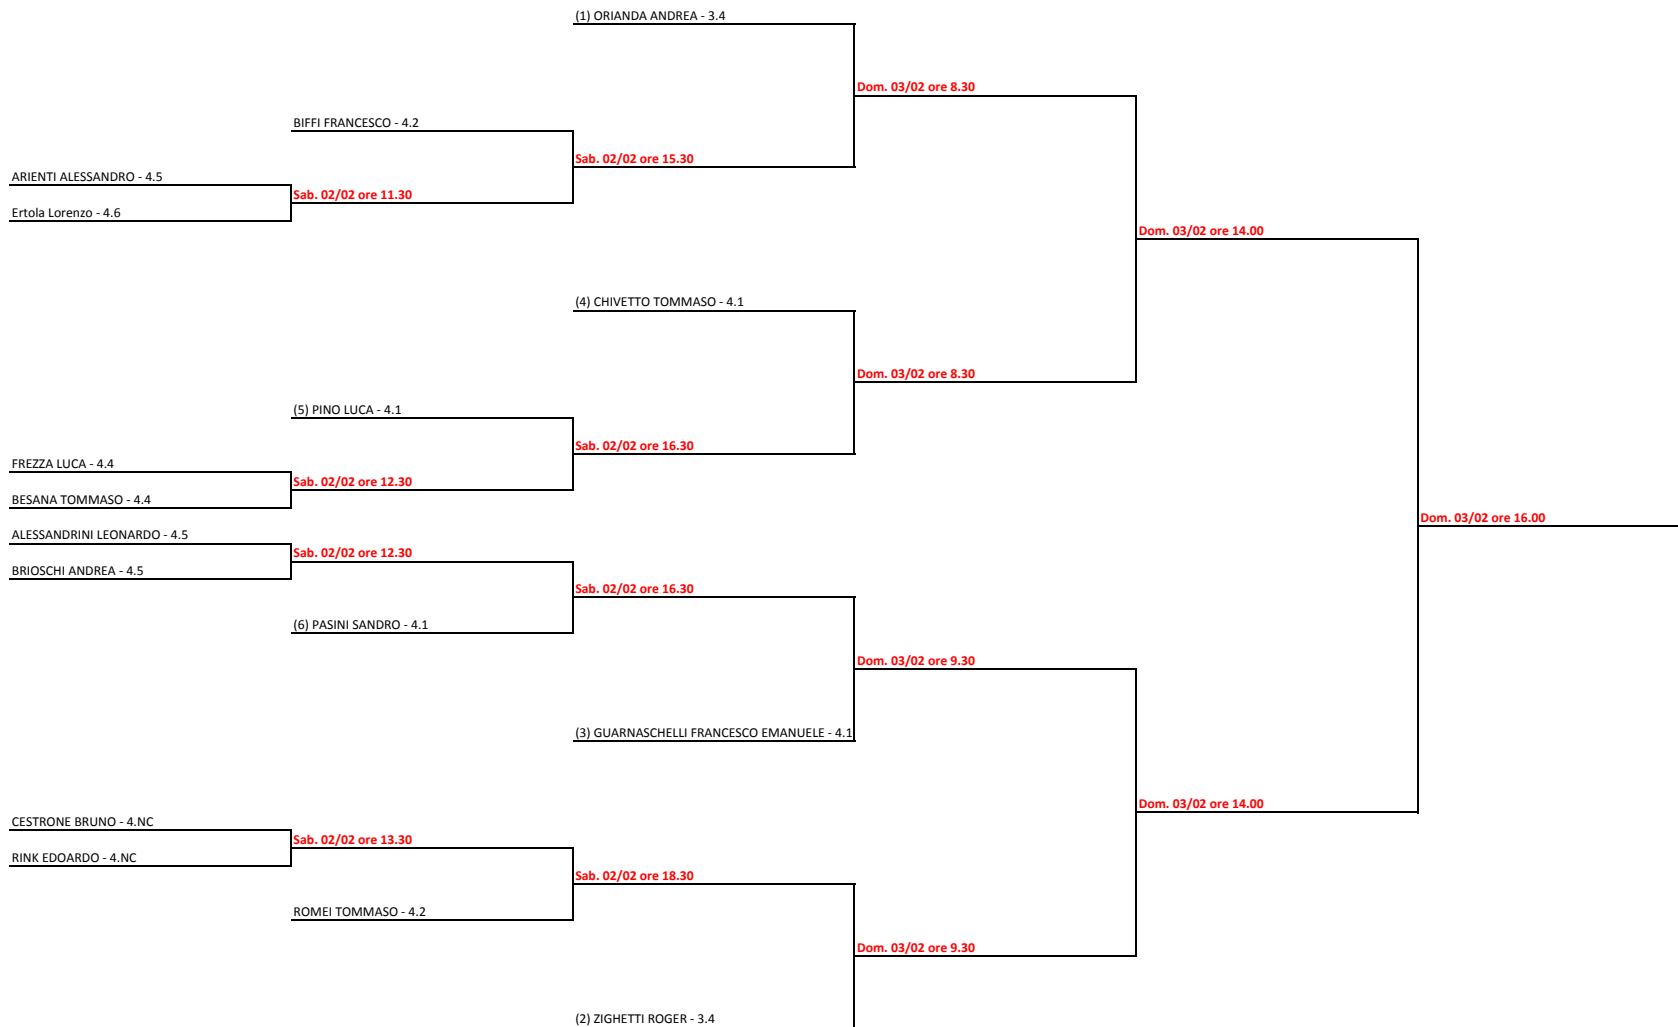 (1) ORIANDA ANDREA - 3.4
Dom. 03/02 ore 8.30
BIFFI FRANCESCO - 4.2
Sab. 02/02 ore 15.30
ARIENTI ALESSANDRO - 4.5
Sab. 02/02 ore 11.30
Ertola Lorenzo - 4.6
Dom. 03/02 ore 14.00
(4) CHIVETTO TOMMASO - 4.1
Dom. 03/02 ore 8.30
(5) PINO LUCA - 4.1
Sab. 02/02 ore 16.30
FREZZA LUCA - 4.4
Sab. 02/02 ore 12.30
BESANA TOMMASO - 4.4
Dom. 03/02 ore 16.00
ALESSANDRINI LEONARDO - 4.5
Sab. 02/02 ore 12.30
BRIOSCHI ANDREA - 4.5
Sab. 02/02 ore 16.30
(6) PASINI SANDRO - 4.1
Dom. 03/02 ore 9.30
(3) GUARNASCHELLI FRANCESCO EMANUELE - 4.1
Dom. 03/02 ore 14.00
CESTRONE BRUNO - 4.NC
Sab. 02/02 ore 13.30
RINK EDOARDO - 4.NC
Sab. 02/02 ore 18.30
ROMEI TOMMASO - 4.2
Dom. 03/02 ore 9.30
(2) ZIGHETTI ROGER - 3.4